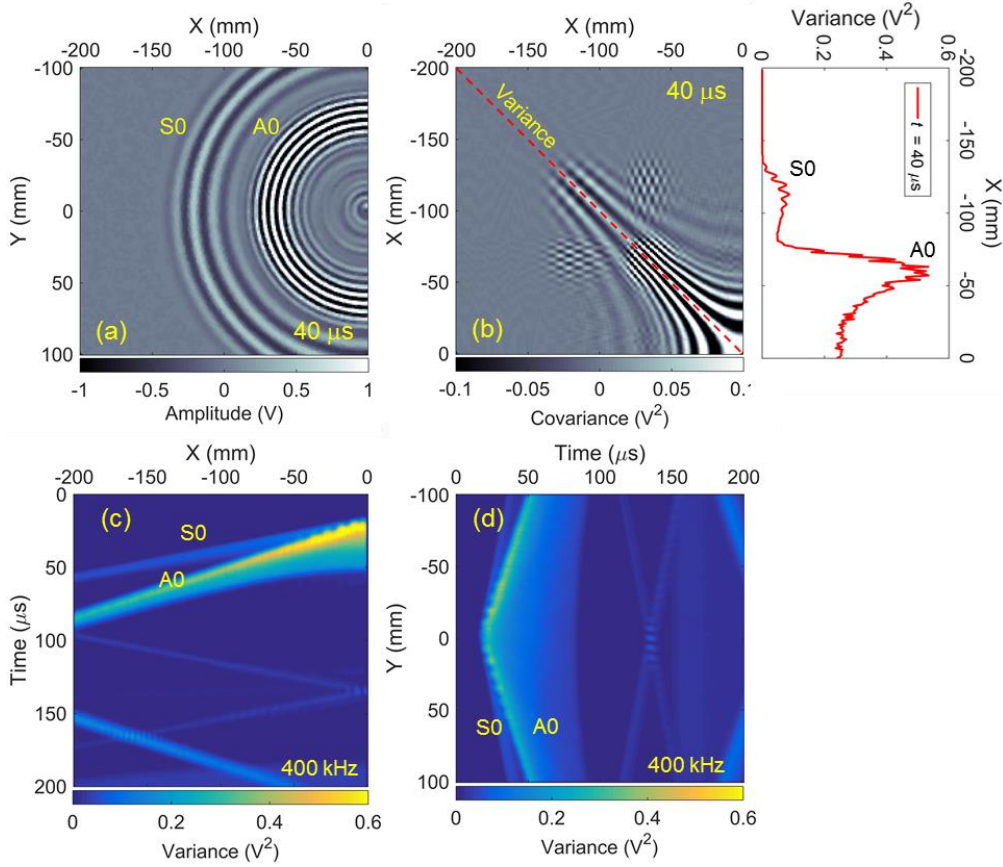 X (mm)
-200 -150 -100 -50 0
-100
-50
0
50
100
Y (mm)
S0 A0
(a) 40 μs
-1 -0.5 0 0.5 1
Amplitude (V)
X (mm)
-200 -150 -100 -50 0
-200
-150
-100
-50
0
X (mm)
40 μs
Variance
(b)
-0.1 -0.05 0 0.05 0.1
Covariance (V²)
Variance (V²)
0 0.2 0.4 0.6
-200
-150
-100
-50
0
X (mm)
t = 40 μs
S0
A0
X (mm)
-200 -150 -100 -50 0
0
50
100
150
200
Time (μs)
(c)
S0
A0
400 kHz
0 0.2 0.4 0.6
Variance (V²)
Time (μs)
0 50 100 150 200
-100
-50
0
50
100
Y (mm)
(d)
S0 A0
400 kHz
0 0.2 0.4 0.6
Variance (V²)